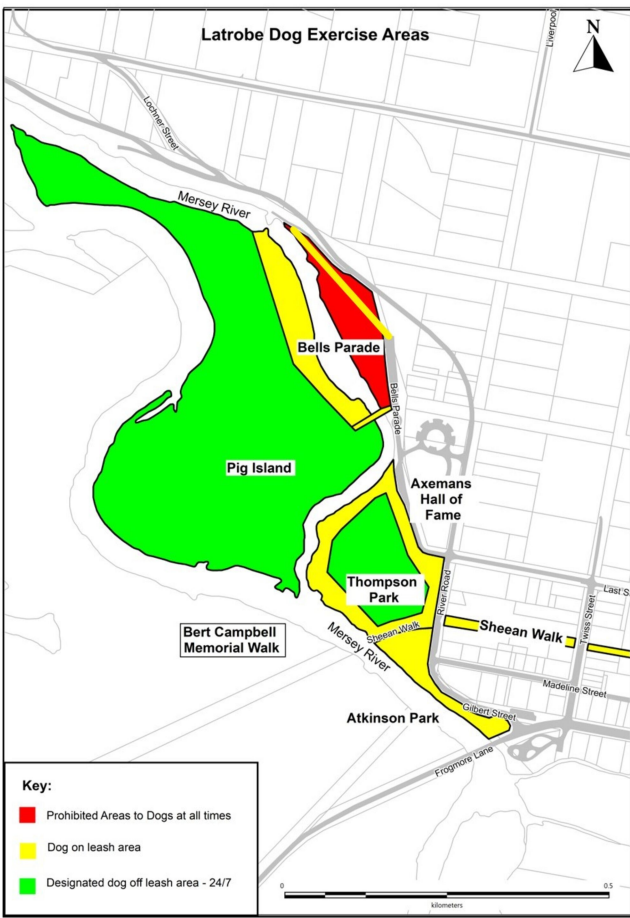 Latrobe Dog Exercise Areas
N
Liverpool
Lochner Street
Mersey River
Bells Parade
Bells Parade
Pig Island
Axemans
Hall of
Fame
Thompson
Park
River Road
Last S
Twiss Street
Sheean Walk
Sheean Walk
Bert Campbell
Memorial Walk
Mersey River
Madeline Street
Gilbert Street
Atkinson Park
Frogmore Lane
Key:
Prohibited Areas to Dogs at all times
Dog on leash area
Designated dog off leash area - 24/7
0
0.5
kilometers